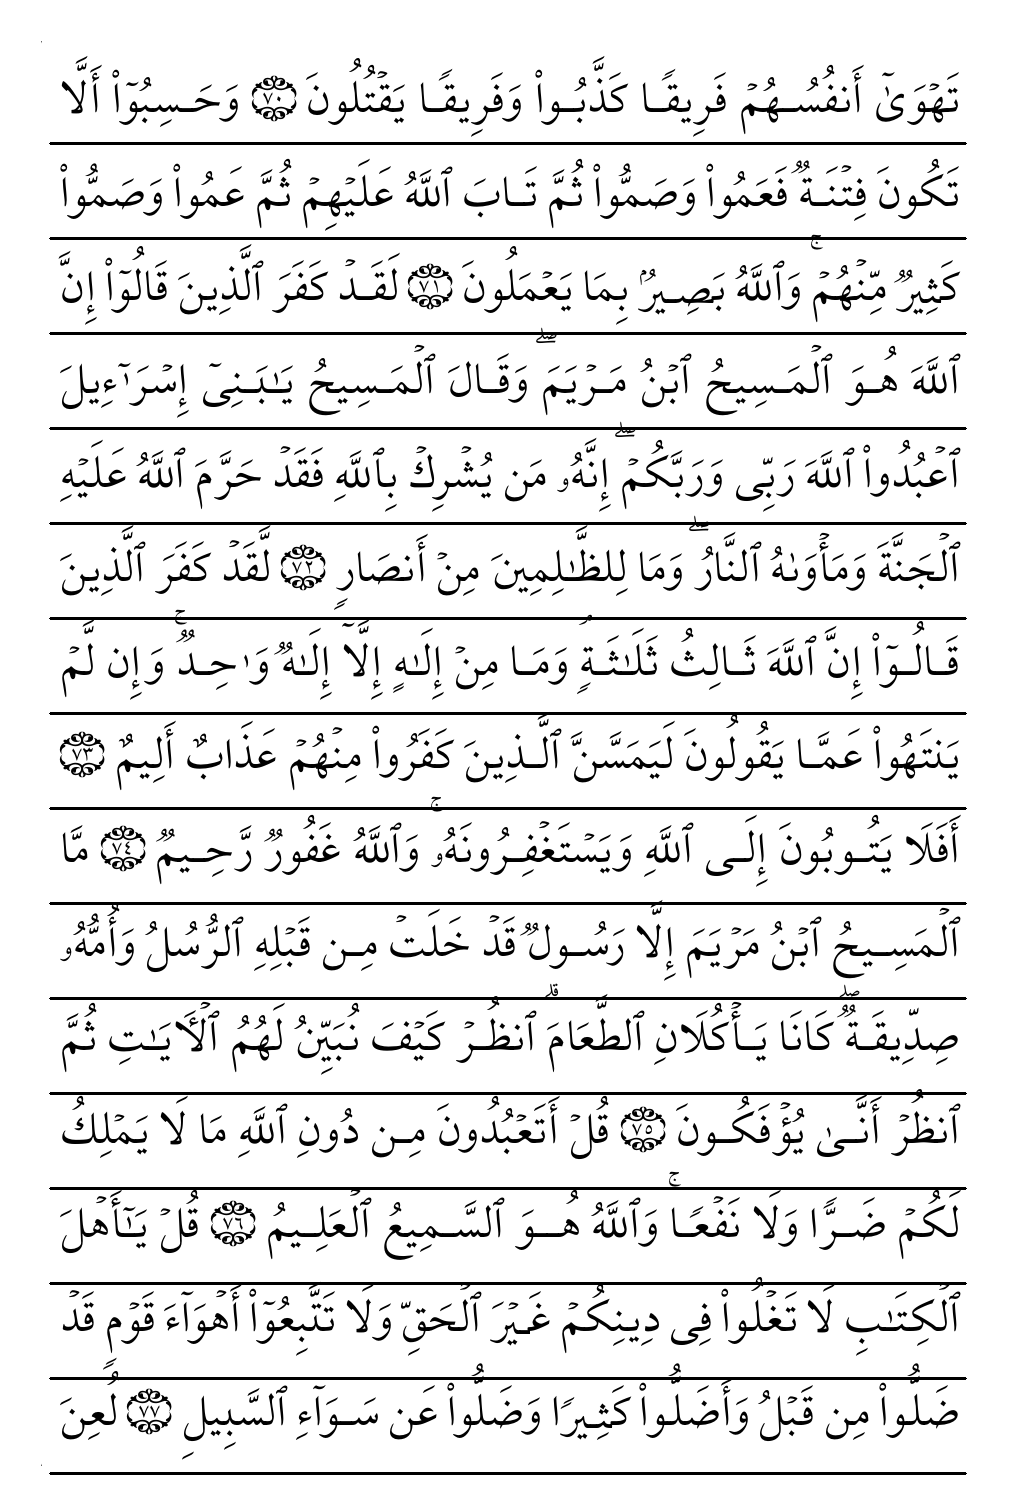 تَهْوَىٰٓ أَنفُسُهُمْ فَرِيقًا كَذَّبُوا۟ وَفَرِيقًا يَقْتُلُونَ ۝٧٠ وَحَسِبُوٓا۟ أَلَّا
تَكُونَ فِتْنَةٌ فَعَمُوا۟ وَصَمُّوا۟ ثُمَّ تَابَ ٱللَّهُ عَلَيْهِمْ ثُمَّ عَمُوا۟ وَصَمُّوا۟
كَثِيرٌ مِّنْهُمْ ۚ وَٱللَّهُ بَصِيرٌۢ بِمَا يَعْمَلُونَ ۝٧١ لَقَدْ كَفَرَ ٱلَّذِينَ قَالُوٓا۟ إِنَّ
ٱللَّهَ هُوَ ٱلْمَسِيحُ ٱبْنُ مَرْيَمَ ۖ وَقَالَ ٱلْمَسِيحُ يَـٰبَنِىٓ إِسْرَٰٓءِيلَ
ٱعْبُدُوا۟ ٱللَّهَ رَبِّى وَرَبَّكُمْ ۖ إِنَّهُۥ مَن يُشْرِكْ بِٱللَّهِ فَقَدْ حَرَّمَ ٱللَّهُ عَلَيْهِ
ٱلْجَنَّةَ وَمَأْوَىٰهُ ٱلنَّارُ ۖ وَمَا لِلظَّـٰلِمِينَ مِنْ أَنصَارٍ ۝٧٢ لَّقَدْ كَفَرَ ٱلَّذِينَ
قَالُوٓا۟ إِنَّ ٱللَّهَ ثَالِثُ ثَلَـٰثَةٍ ۘ وَمَا مِنْ إِلَـٰهٍ إِلَّآ إِلَـٰهٌ وَٰحِدٌ ۚ وَإِن لَّمْ
يَنتَهُوا۟ عَمَّا يَقُولُونَ لَيَمَسَّنَّ ٱلَّذِينَ كَفَرُوا۟ مِنْهُمْ عَذَابٌ أَلِيمٌ ۝٧٣
أَفَلَا يَتُوبُونَ إِلَى ٱللَّهِ وَيَسْتَغْفِرُونَهُۥ ۚ وَٱللَّهُ غَفُورٌ رَّحِيمٌ ۝٧٤ مَّا
ٱلْمَسِيحُ ٱبْنُ مَرْيَمَ إِلَّا رَسُولٌ قَدْ خَلَتْ مِن قَبْلِهِ ٱلرُّسُلُ وَأُمُّهُۥ
صِدِّيقَةٌ ۖ كَانَا يَأْكُلَانِ ٱلطَّعَامَ ۗ ٱنظُرْ كَيْفَ نُبَيِّنُ لَهُمُ ٱلْـَٔايَـٰتِ ثُمَّ
ٱنظُرْ أَنَّىٰ يُؤْفَكُونَ ۝٧٥ قُلْ أَتَعْبُدُونَ مِن دُونِ ٱللَّهِ مَا لَا يَمْلِكُ
لَكُمْ ضَرًّا وَلَا نَفْعًا ۚ وَٱللَّهُ هُوَ ٱلسَّمِيعُ ٱلْعَلِيمُ ۝٧٦ قُلْ يَـٰٓأَهْلَ
ٱلْكِتَـٰبِ لَا تَغْلُوا۟ فِى دِينِكُمْ غَيْرَ ٱلْحَقِّ وَلَا تَتَّبِعُوٓا۟ أَهْوَآءَ قَوْمٍ قَدْ
ضَلُّوا۟ مِن قَبْلُ وَأَضَلُّوا۟ كَثِيرًا وَضَلُّوا۟ عَن سَوَآءِ ٱلسَّبِيلِ ۝٧٧ لُعِنَ